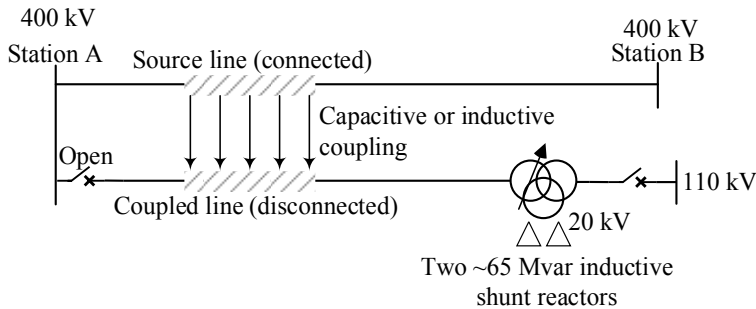 400 kV
Station A
Source line (connected)
400 kV
Station B
Capacitive or inductive
coupling
Open
Coupled line (disconnected)
110 kV
20 kV
Two ~65 Mvar inductive
shunt reactors